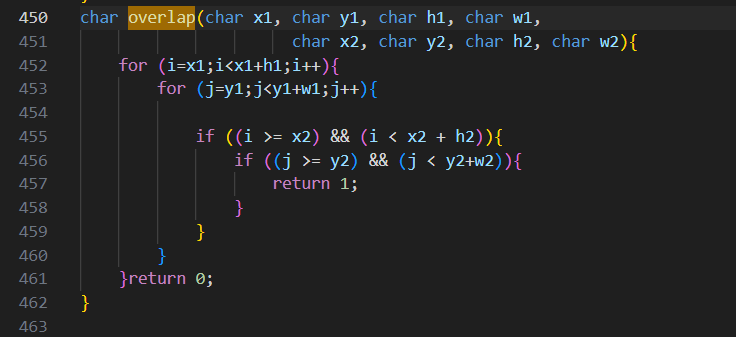 450 char overlap(char x1, char y1, char h1, char w1,
451                      char x2, char y2, char h2, char w2){
452     for (i=x1;i<x1+h1;i++){
453         for (j=y1;j<y1+w1;j++){
454
455             if ((i >= x2) && (i < x2 + h2)){
456                 if ((j >= y2) && (j < y2+w2)){
457                     return 1;
458                 }
459             }
460         }
461     }return 0;
462 }
463